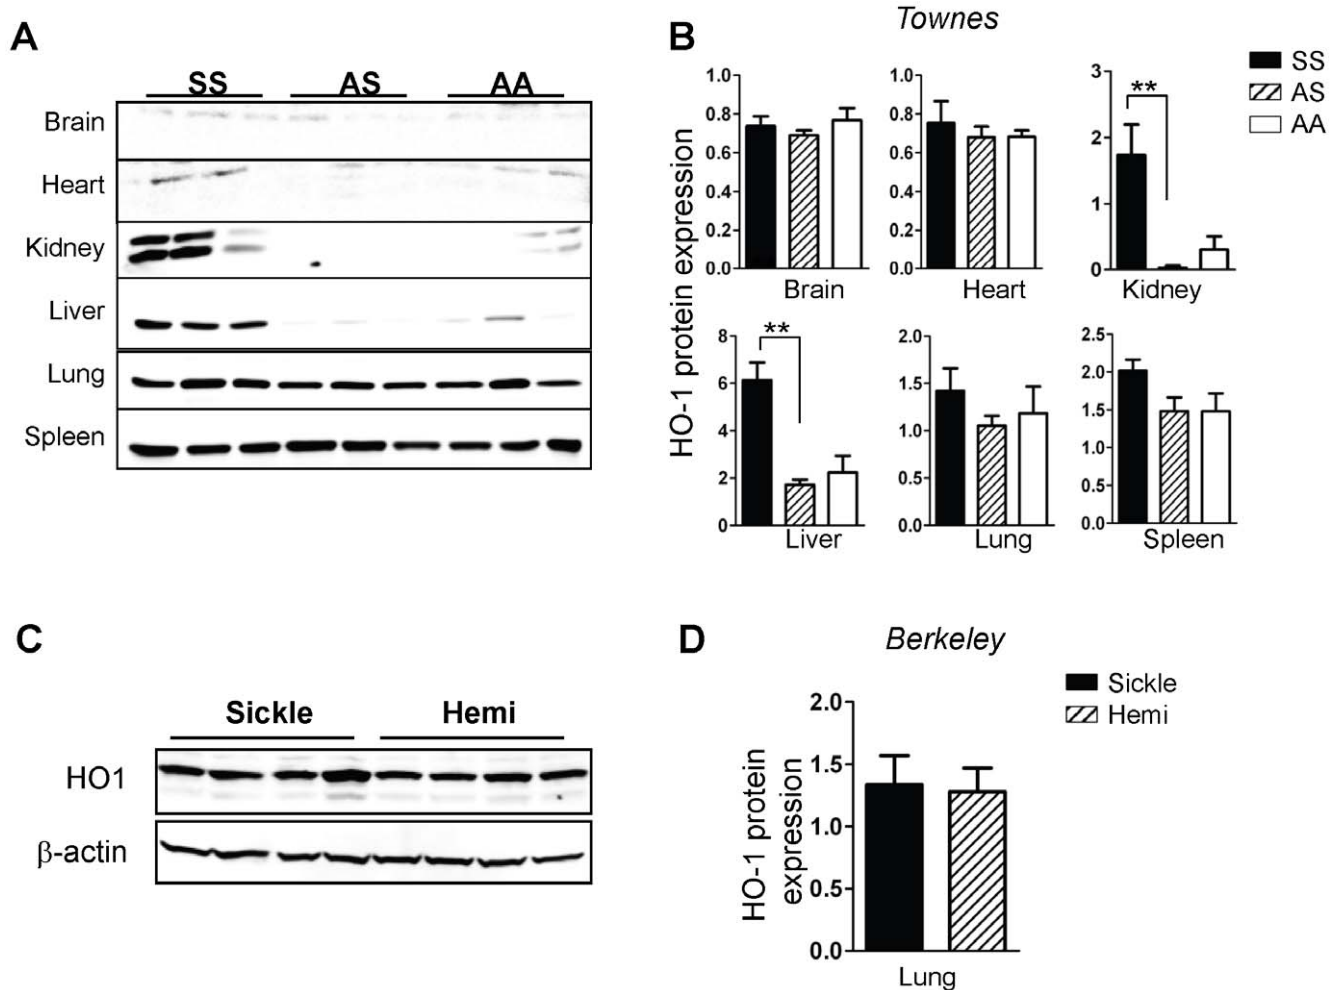 A
SS AS AA
Brain
Heart
Kidney
Liver
Lung
Spleen
B
Townes
SS
AS
AA
HO-1 protein expression
1.0
0.8
0.6
0.4
0.2
0.0
Brain
1.0
0.8
0.6
0.4
0.2
0.0
Heart
3
2
1
0
**
Kidney
8
6
4
2
0
**
Liver
2.0
1.5
1.0
0.5
0.0
Lung
2.5
2.0
1.5
1.0
0.5
0.0
Spleen
C
Sickle Hemi
HO1
β-actin
D
Berkeley
Sickle
Hemi
HO-1 protein
expression
2.0
1.5
1.0
0.5
0.0
Lung